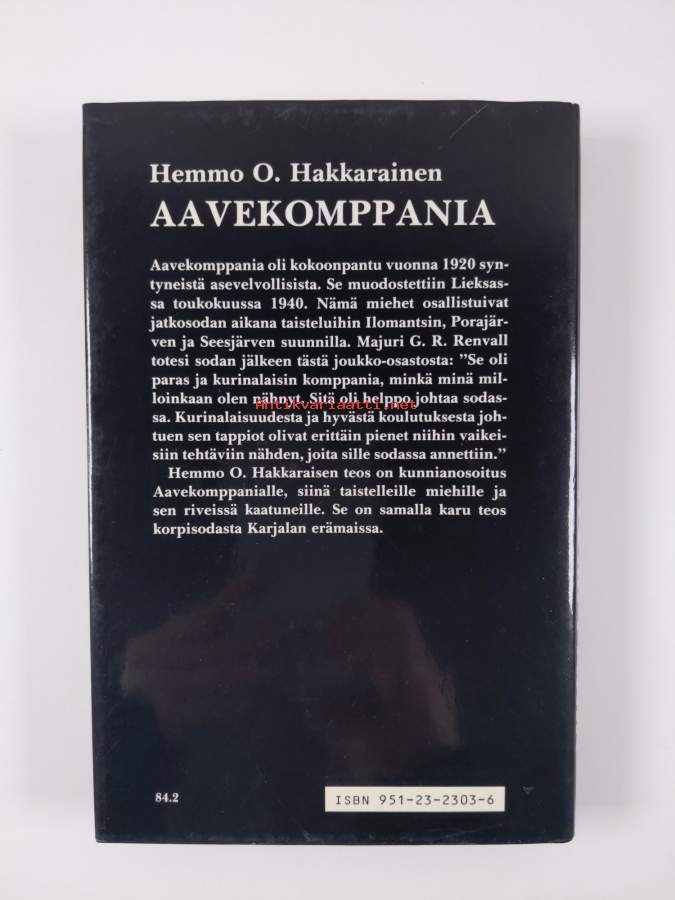 Hemmo O. Hakkarainen
AAVEKOMPPANIA
Aavekomppania oli kokoonpantu vuonna 1920 syn-
tyneistä asevelvollisista. Se muodostettiin Lieksas-
sa toukokuussa 1940. Nämä miehet osallistuivat
jatkosodan aikana taisteluihin Ilomantsin, Porajär-
ven ja Seesjärven suunnilla. Majuri G. R. Renvall
totesi sodan jälkeen tästä joukko-osastosta: ”Se oli
paras ja kurinalaisin komppania, minkä minä mil-
loinkaan olen nähnyt. Sitä oli helppo johtaa sodas-
Antikvariaatti.net
sa. Kurinalaisuudesta ja hyvästä koulutuksesta joh-
tuen sen tappiot olivat erittäin pienet niihin vaikei-
siin tehtäviin nähden, joita sille sodassa annettiin.”
Hemmo O. Hakkaraisen teos on kunnianosoitus
Aavekomppanialle, siinä taistelleille miehille ja
sen riveissä kaatuneille. Se on samalla karu teos
korpisodasta Karjalan erämaissa.
84.2
ISBN 951-23-2303-6